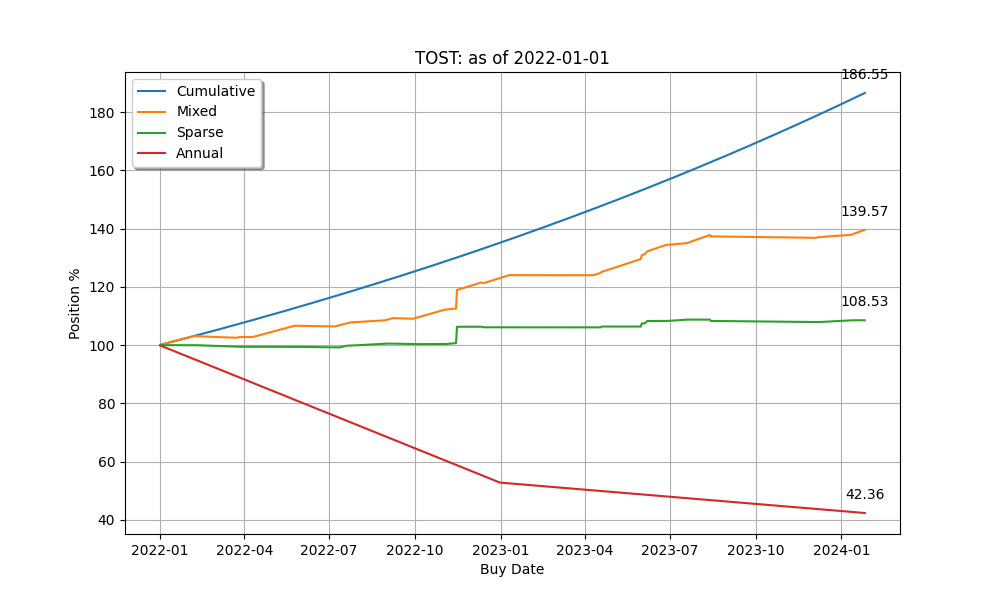 TOST: as of 2022-01-01
Cumulative
Mixed
Sparse
Annual
186.55
139.57
108.53
42.36
Position %
180
160
140
120
100
80
60
40
2022-01 2022-04 2022-07 2022-10 2023-01 2023-04 2023-07 2023-10 2024-01
Buy Date